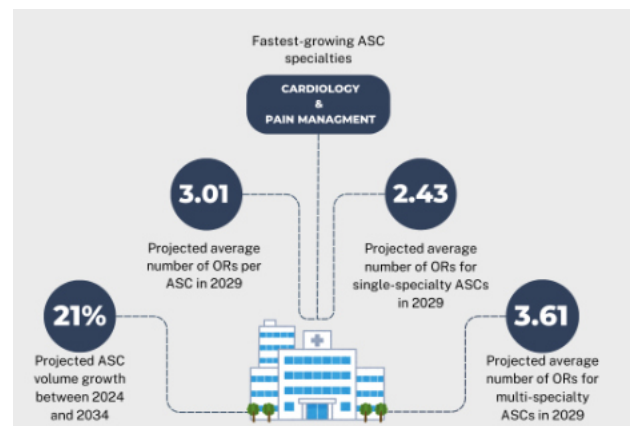 Fastest-growing ASC
specialties
CARDIOLOGY
&
PAIN MANAGMENT
3.01
Projected average
number of ORs per
ASC in 2029
2.43
Projected average
number of ORs for
single-specialty ASCs
in 2029
21%
Projected ASC
volume growth
between 2024
and 2034
3.61
Projected average
number of ORs for
multi-specialty
ASCs in 2029